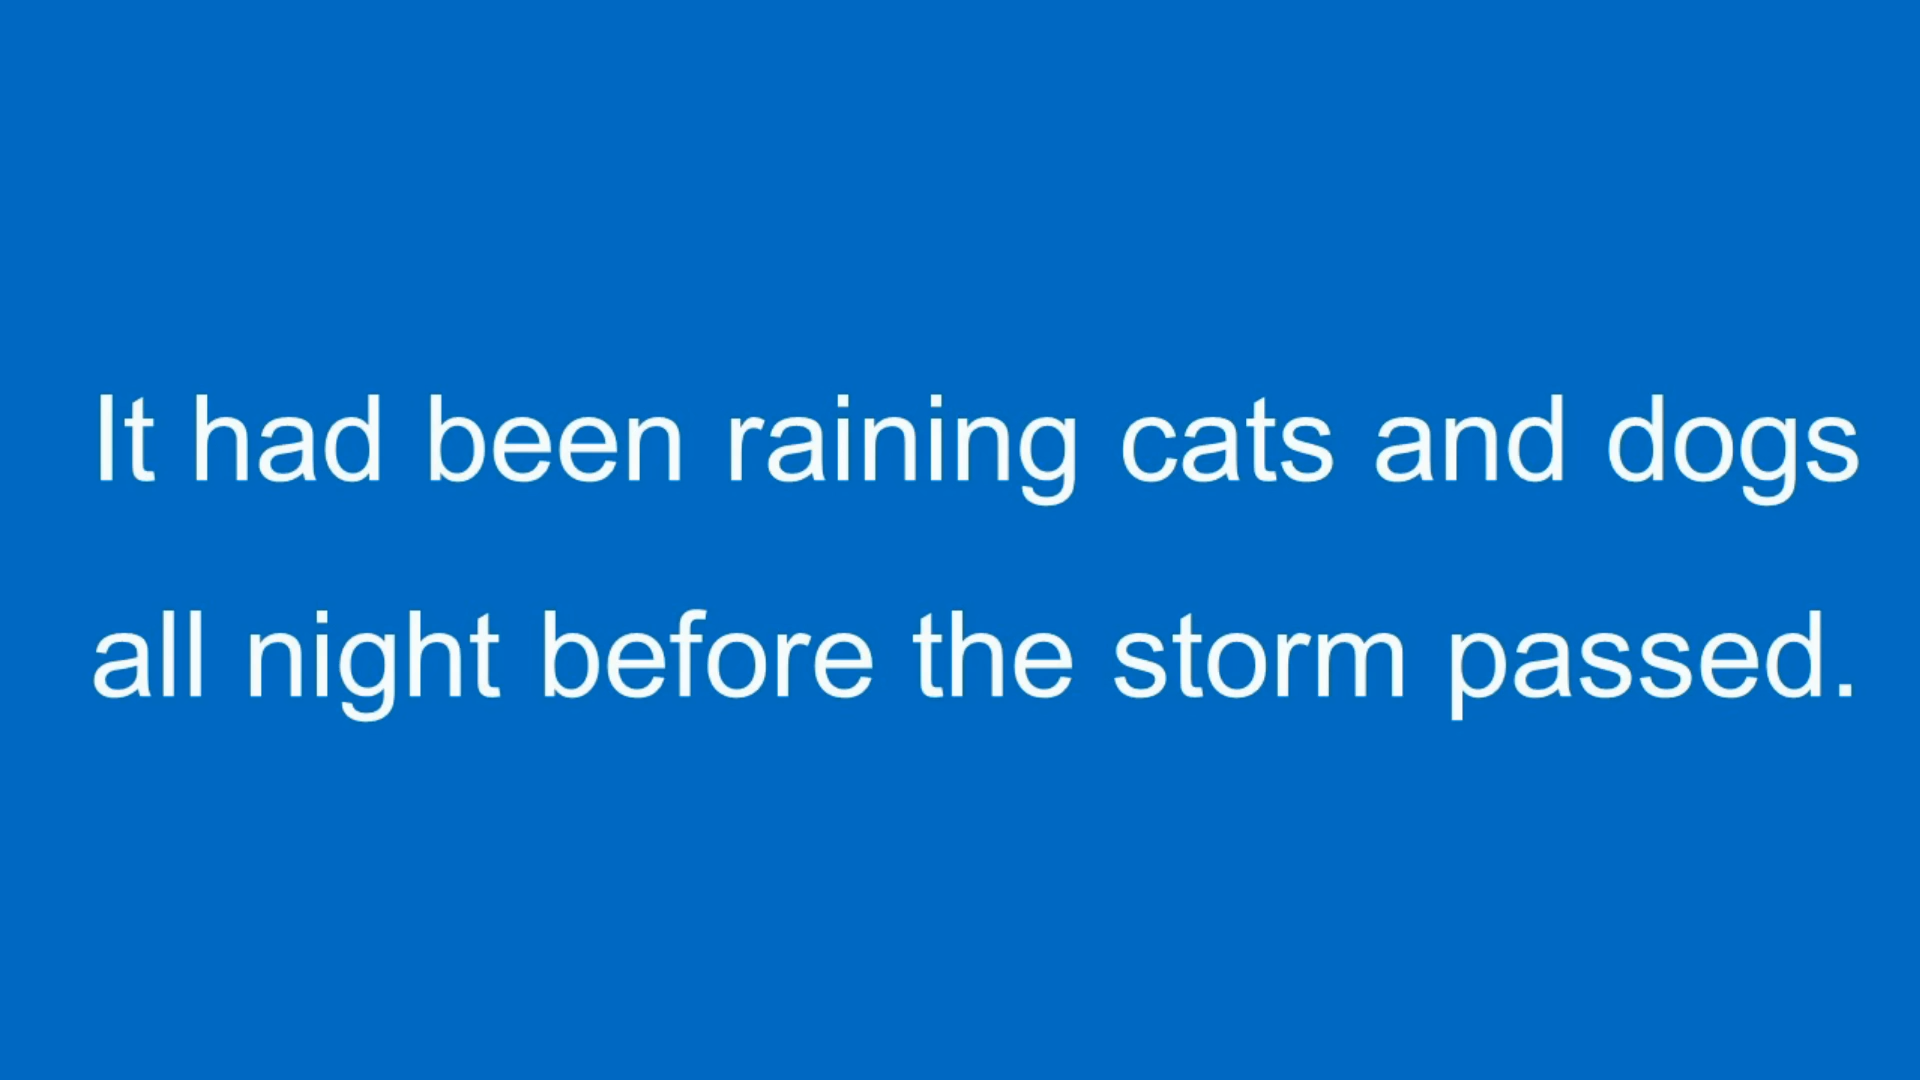 It had been raining cats and dogs
all night before the storm passed.